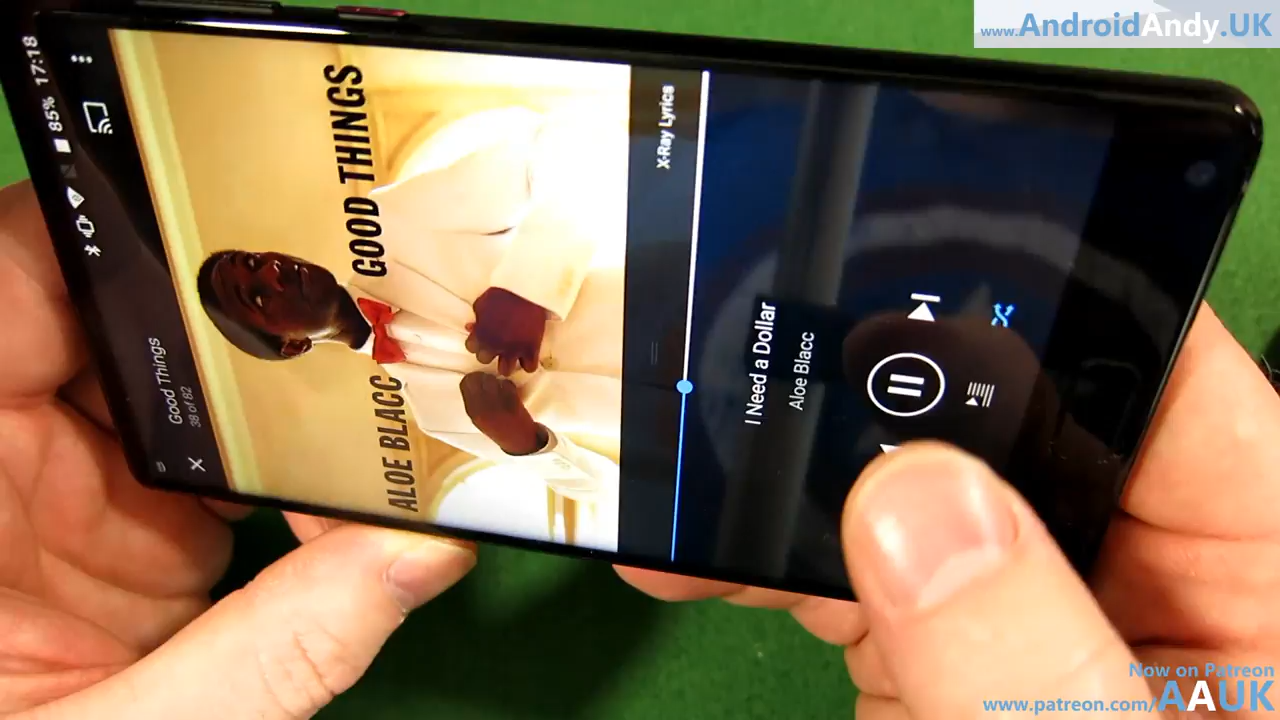 www.AndroidAndy.UK
85% 17:18
Good Things
38 of 82
ALOE BLACC GOOD THINGS
X-Ray Lyrics
I Need a Dollar
Aloe Blacc
Now on Patreon
www.patreon.com/AAUK